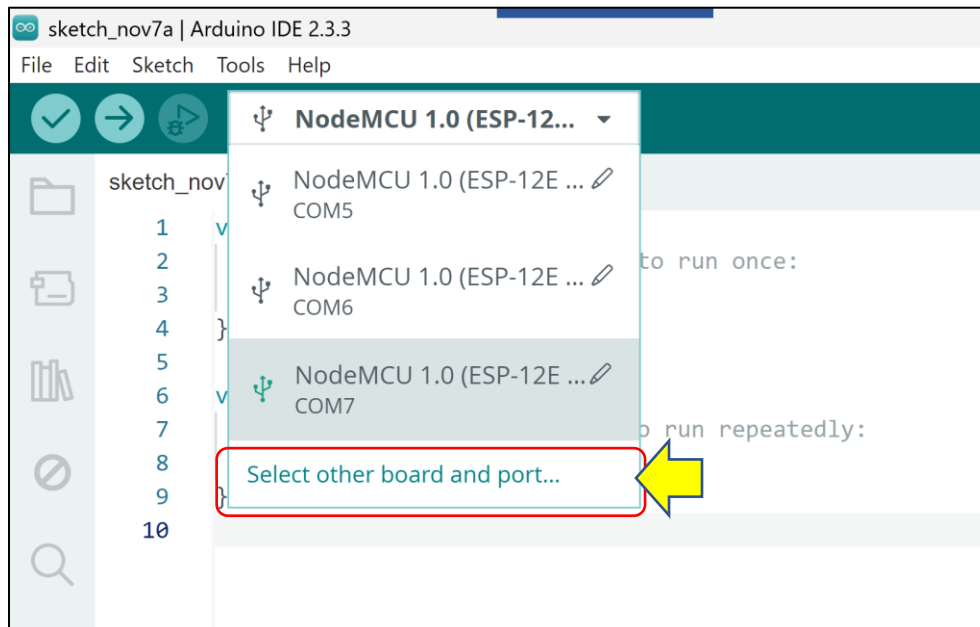 sketch_nov7a | Arduino IDE 2.3.3
File Edit Sketch Tools Help
NodeMCU 1.0 (ESP-12...
sketch_nov
NodeMCU 1.0 (ESP-12E ...
COM5
NodeMCU 1.0 (ESP-12E ...
COM6
NodeMCU 1.0 (ESP-12E ...
COM7
Select other board and port...
1 v
2 to run once:
3
4 }
5
6 v
7 o run repeatedly:
8
9 }
10